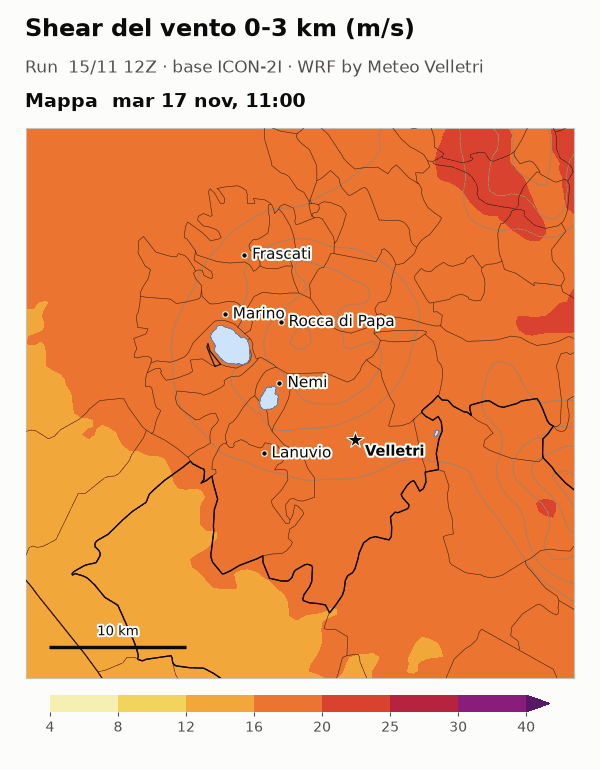 Shear del vento 0-3 km (m/s)
Run  15/11 12Z · base ICON-2I · WRF by Meteo Velletri
Mappa  mar 17 nov, 11:00
Frascati
Marino
Rocca di Papa
Nemi
Velletri
Lanuvio
10 km
4 8 12 16 20 25 30 40